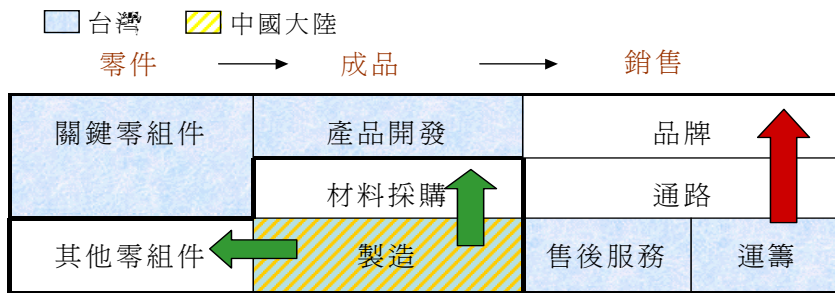 台灣 中國大陸
零件 成品 銷售
關鍵零組件 產品開發 品牌
材料採購 通路
其他零組件 製造 售後服務 運籌